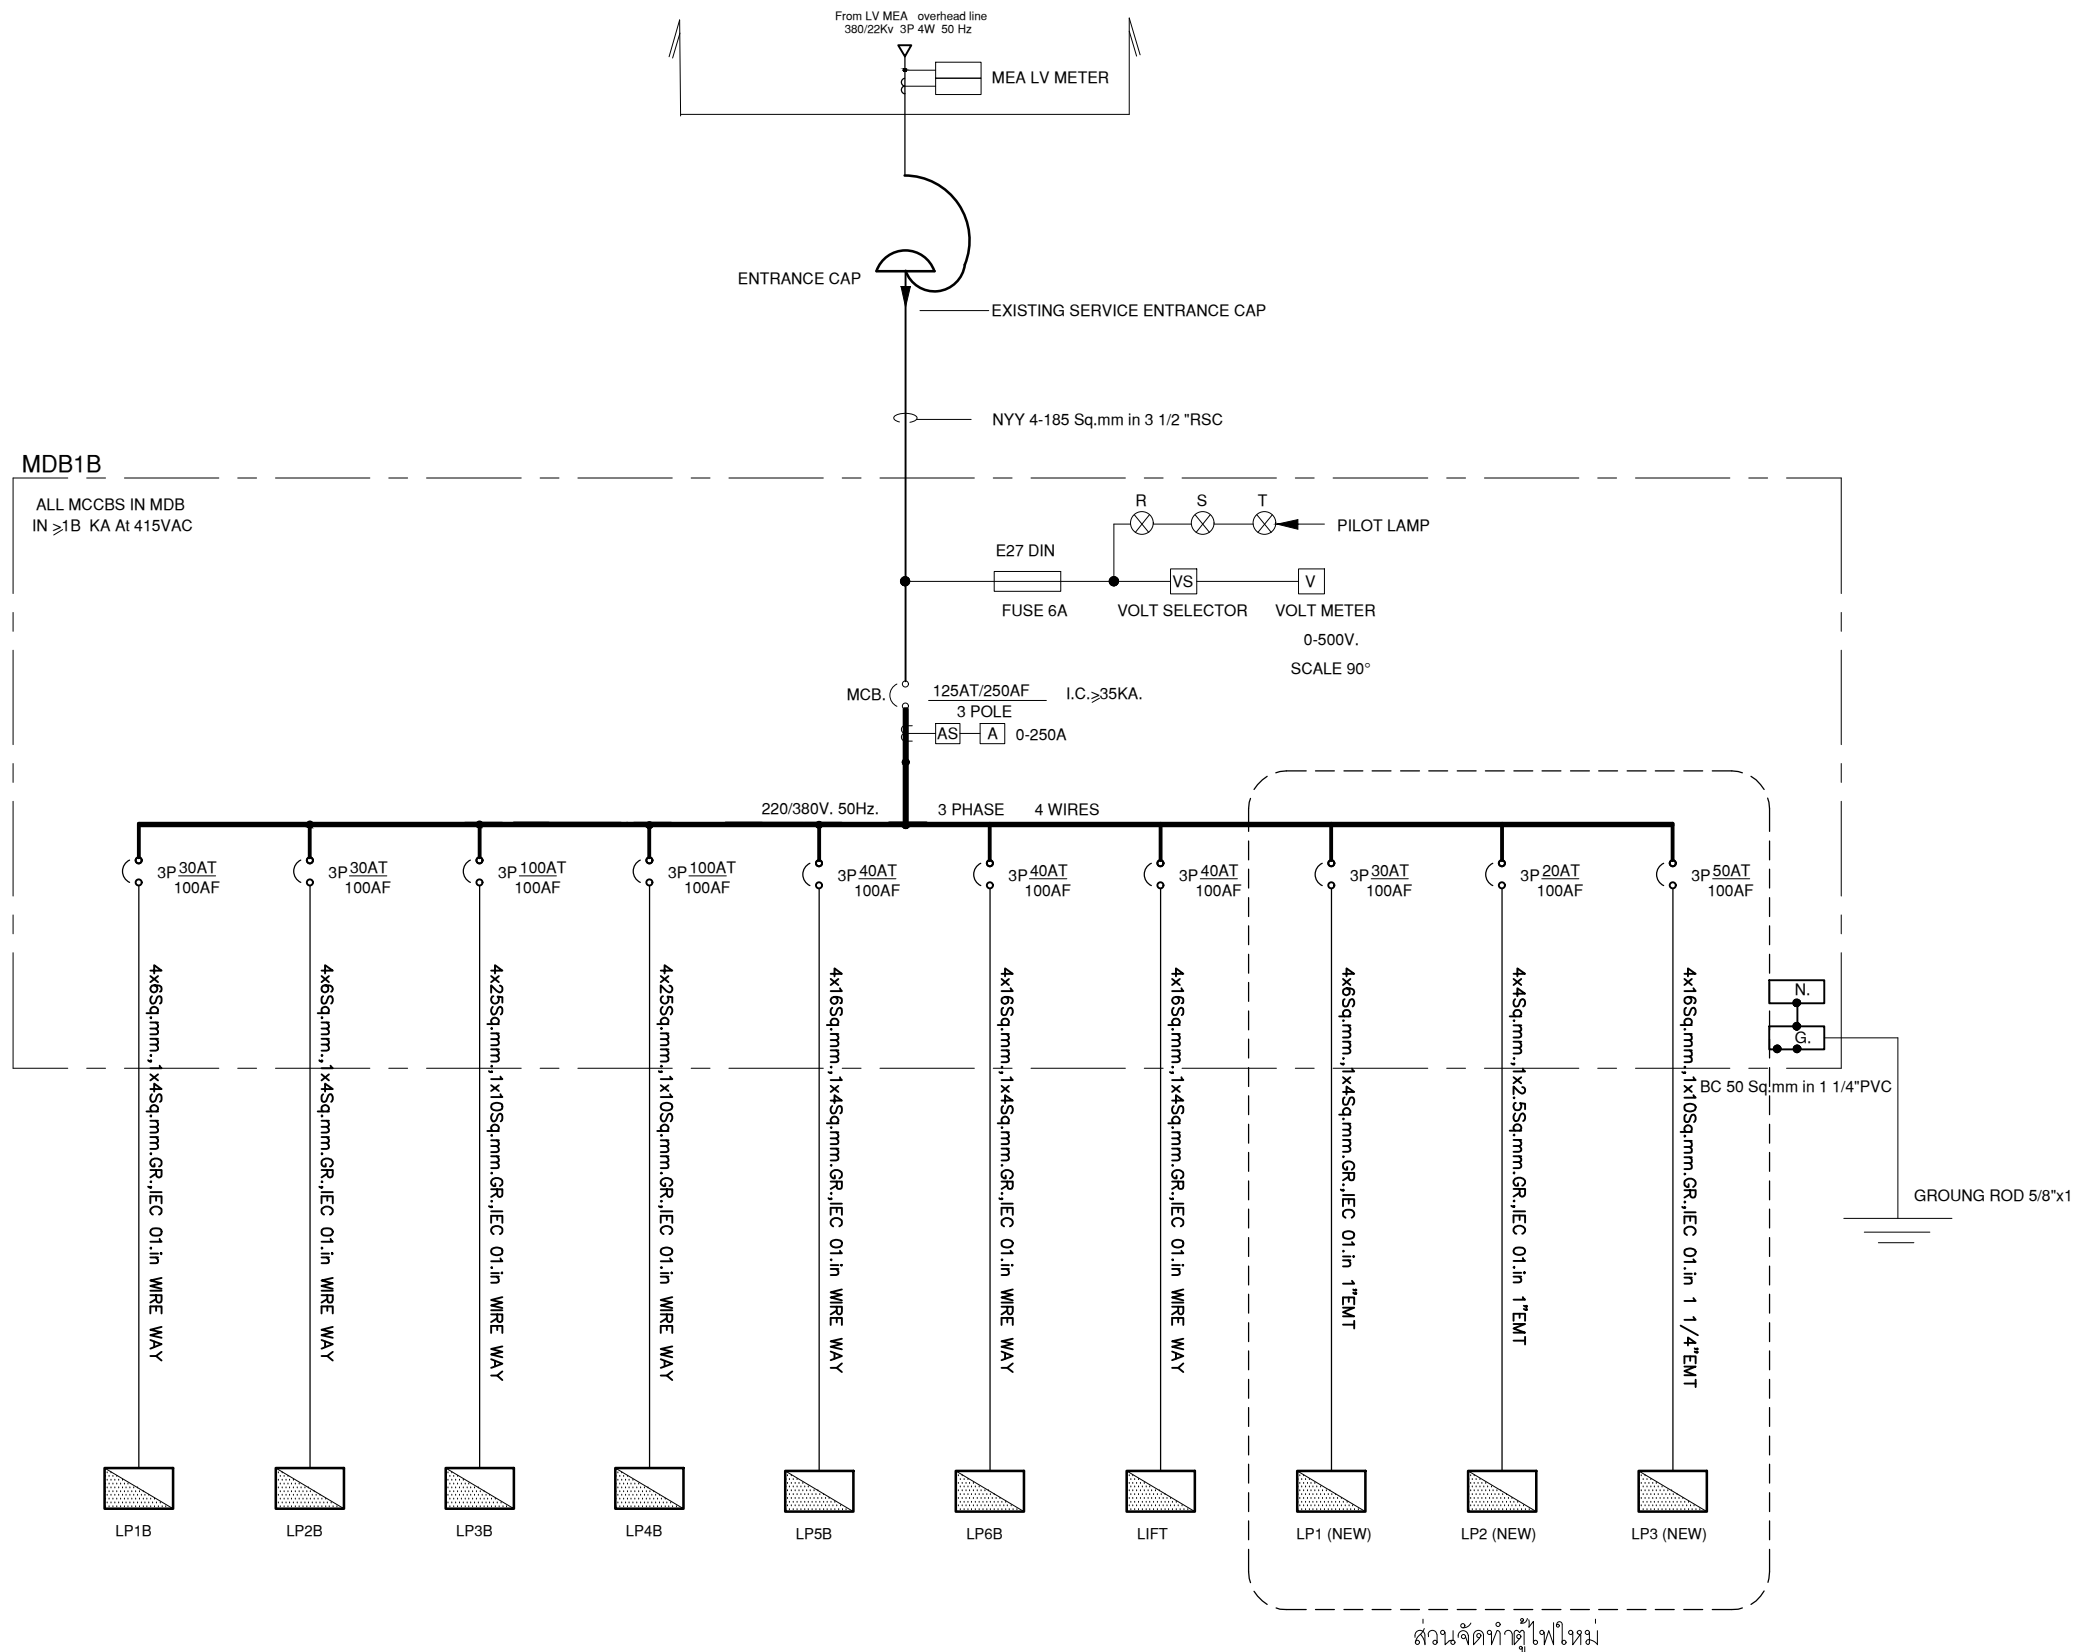 From LV MEA overhead line
380/22Kv 3P 4W 50 Hz
MEA LV METER
ENTRANCE CAP
EXISTING SERVICE ENTRANCE CAP
NYY 4-185 Sq.mm in 3 1/2 "RSC
MDB1B
ALL MCCBS IN MDB
IN ⩾1B KA At 415VAC
R S T
PILOT LAMP
E27 DIN
VS V
FUSE 6A VOLT SELECTOR VOLT METER
0-500V.
SCALE 90°
MCB. 125AT/250AF I.C.⩾35KA.
3 POLE
AS A 0-250A
220/380V. 50Hz. 3 PHASE 4 WIRES
3P 30AT
100AF
3P 30AT
100AF
3P 100AT
100AF
3P 100AT
100AF
3P 40AT
100AF
3P 40AT
100AF
3P 40AT
100AF
3P 30AT
100AF
3P 20AT
100AF
3P 50AT
100AF
4x6Sq.mm.,1x4Sq.mm.GR.,IEC 01.in WIRE WAY
4x6Sq.mm.,1x4Sq.mm.GR.,IEC 01.in WIRE WAY
4x25Sq.mm.,1x10Sq.mm.GR.,IEC 01.in WIRE WAY
4x25Sq.mm.,1x10Sq.mm.GR.,IEC 01.in WIRE WAY
4x16Sq.mm.,1x4Sq.mm.GR.,IEC 01.in WIRE WAY
4x16Sq.mm.,1x4Sq.mm.GR.,IEC 01.in WIRE WAY
4x16Sq.mm.,1x4Sq.mm.GR.,IEC 01.in WIRE WAY
4x6Sq.mm.,1x4Sq.mm.GR.,IEC 01.in 1"EMT
4x4Sq.mm.,1x2.5Sq.mm.GR.,IEC 01.in 1"EMT
4x16Sq.mm.,1x10Sq.mm.GR.,IEC 01.in 1 1/4"EMT
N.
G.
BC 50 Sq.mm in 1 1/4"PVC
GROUNG ROD 5/8"x1
LP1B
LP2B
LP3B
LP4B
LP5B
LP6B
LIFT
LP1 (NEW)
LP2 (NEW)
LP3 (NEW)
ส่วนจัดทำตู้ไฟใหม่